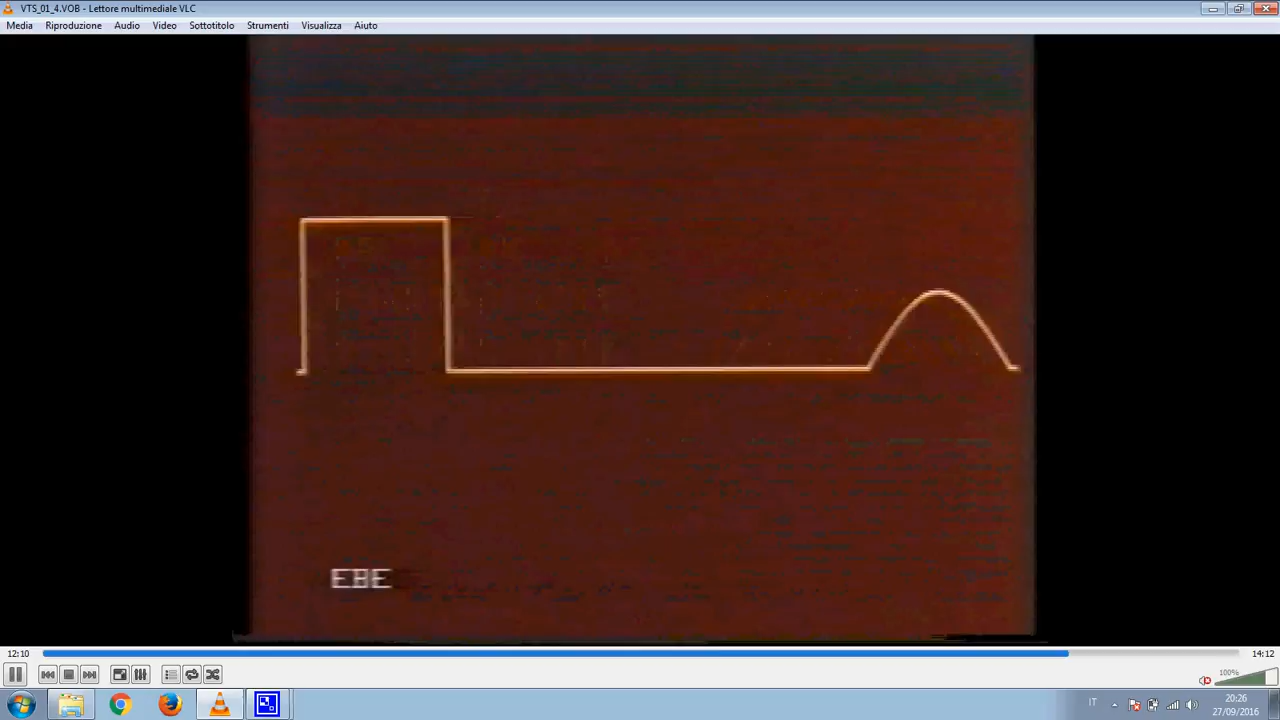 VTS_01_4.VOB - Lettore multimediale VLC
Media Riproduzione Audio Video Sottotitolo Strumenti Visualizza Aiuto
EBE
12:10 14:12
100%
IT 20:26
27/09/2016